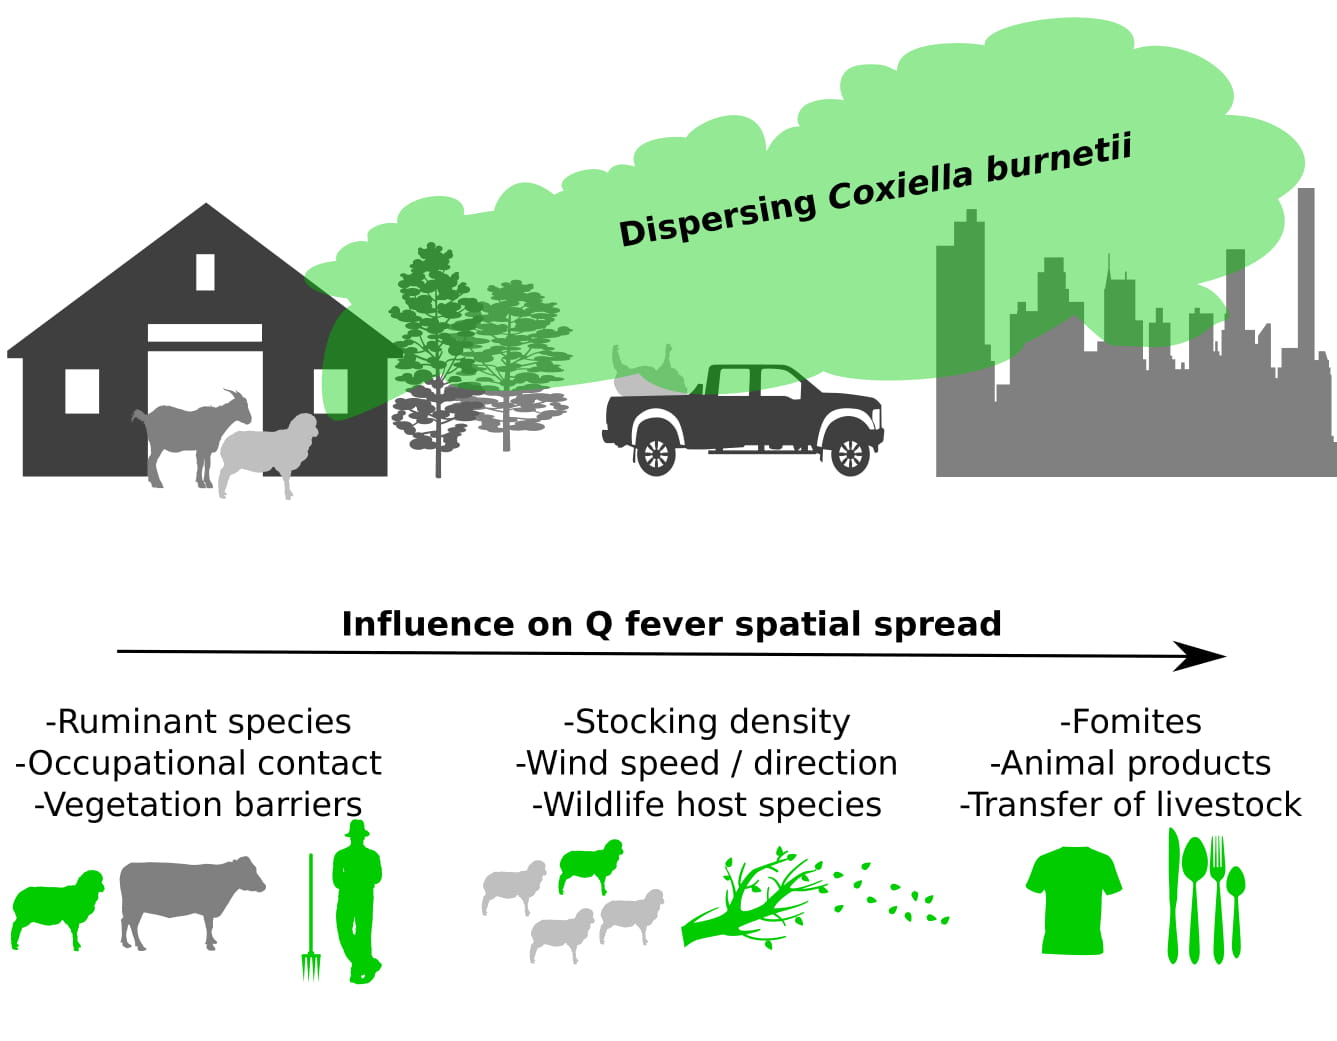 Dispersing Coxiella burnetii
Influence on Q fever spatial spread
-Ruminant species
-Occupational contact
-Vegetation barriers
-Stocking density
-Wind speed / direction
-Wildlife host species
-Fomites
-Animal products
-Transfer of livestock